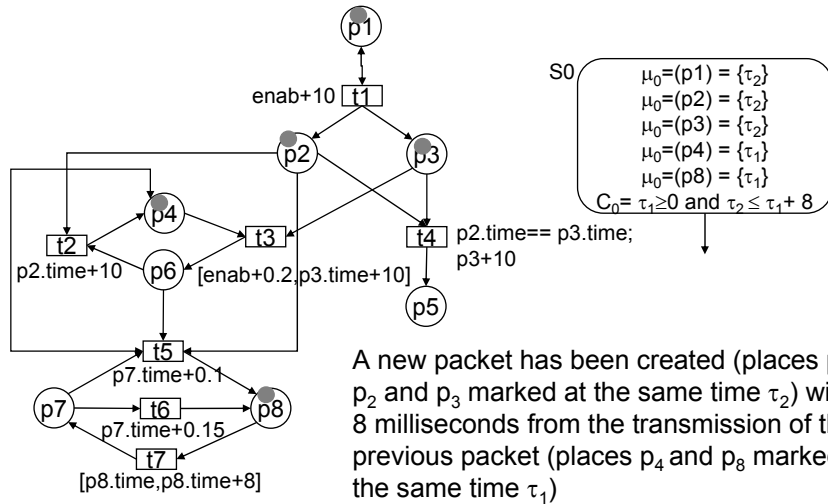 p1
enab+10 t1
p2
p3
p4
t2
t3
t4 p2.time== p3.time;
p2.time+10
p6
p3+10
[enab+0.2,p3.time+10]
p5
t5
p7.time+0.1
p7
t6
p8
p7.time+0.15
t7
[p8.time,p8.time+8]
S0
μ0=(p1) = {τ2}
μ0=(p2) = {τ2}
μ0=(p3) = {τ2}
μ0=(p4) = {τ1}
μ0=(p8) = {τ1}
C0= τ1≥0 and τ2 ≤ τ1+ 8
A new packet has been created (places p
p2 and p3 marked at the same time τ2) wi
8 milliseconds from the transmission of th
previous packet (places p4 and p8 marked
the same time τ1)